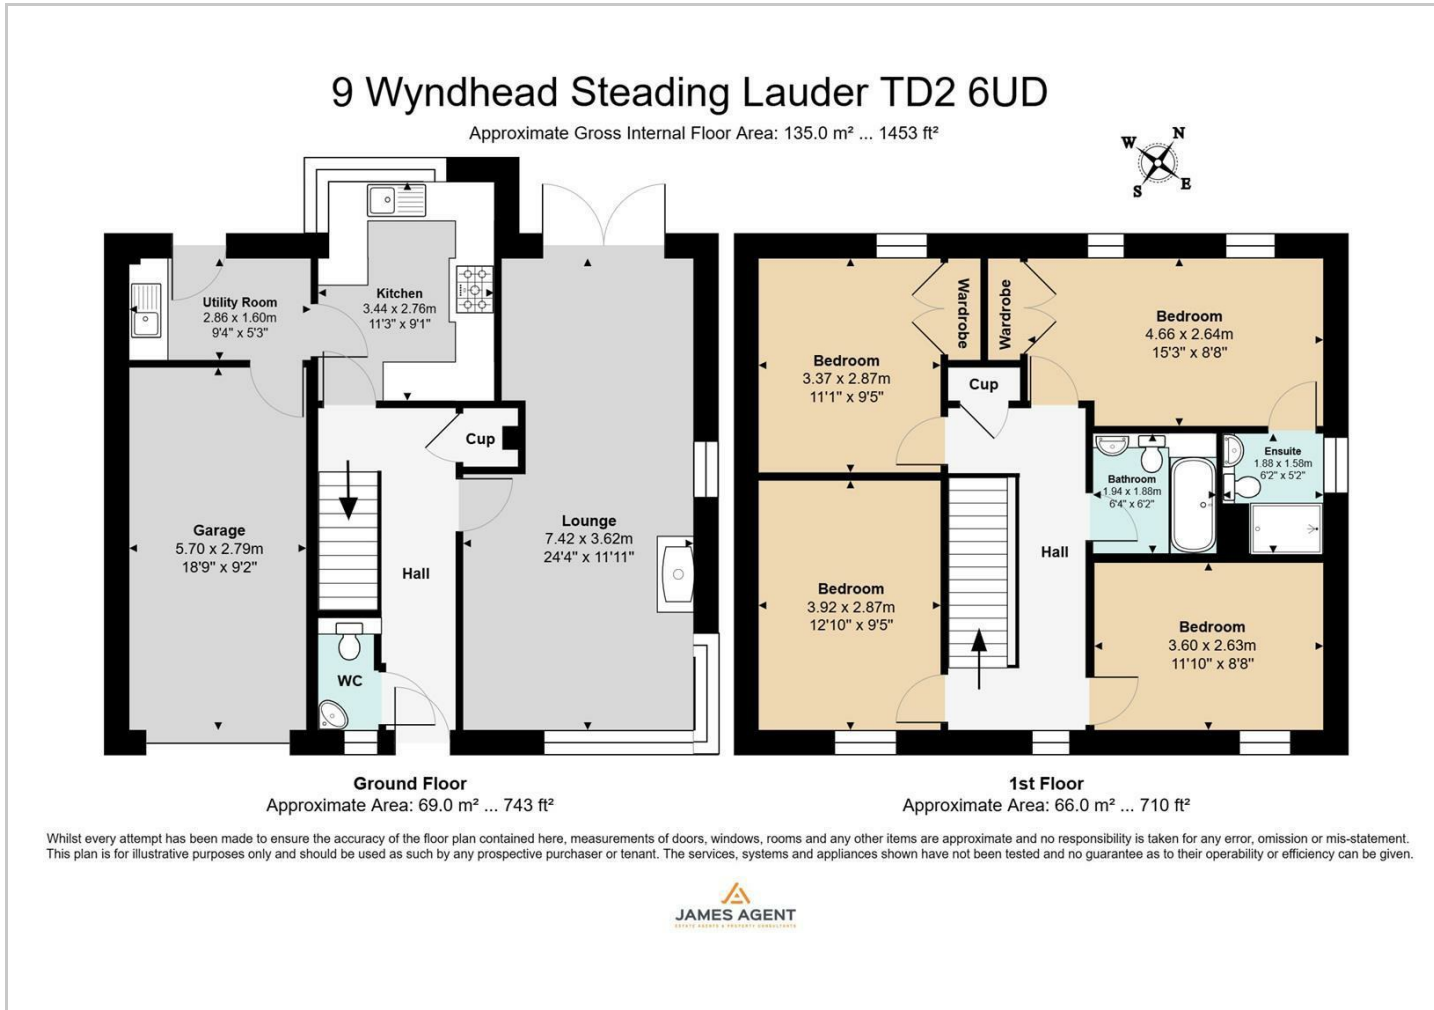 9 Wyndhead Steading Lauder TD2 6UD
Approximate Gross Internal Floor Area: 135.0 m² ... 1453 ft²
N
W
E
S
Utility Room
2.86 x 1.60m
9'4" x 5'3"
Kitchen
3.44 x 2.76m
11'3" x 9'1"
Garage
5.70 x 2.79m
18'9" x 9'2"
Cup
Hall
WC
Lounge
7.42 x 3.62m
24'4" x 11'11"
Ground Floor
Approximate Area: 69.0 m² ... 743 ft²
Bedroom
3.37 x 2.87m
11'1" x 9'5"
Wardrobe
Wardrobe
Cup
Bedroom
4.66 x 2.64m
15'3" x 8'8"
Bathroom
1.94 x 1.88m
6'4" x 6'2"
Ensuite
1.88 x 1.58m
6'2" x 5'2"
Hall
Bedroom
3.92 x 2.87m
12'10" x 9'5"
Bedroom
3.60 x 2.63m
11'10" x 8'8"
1st Floor
Approximate Area: 66.0 m² ... 710 ft²
Whilst every attempt has been made to ensure the accuracy of the floor plan contained here, measurements of doors, windows, rooms and any other items are approximate and no responsibility is taken for any error, omission or mis-statement.
This plan is for illustrative purposes only and should be used as such by any prospective purchaser or tenant. The services, systems and appliances shown have not been tested and no guarantee as to their operability or efficiency can be given.
JAMES AGENT
ESTATE AGENTS & PROPERTY CONSULTANTS